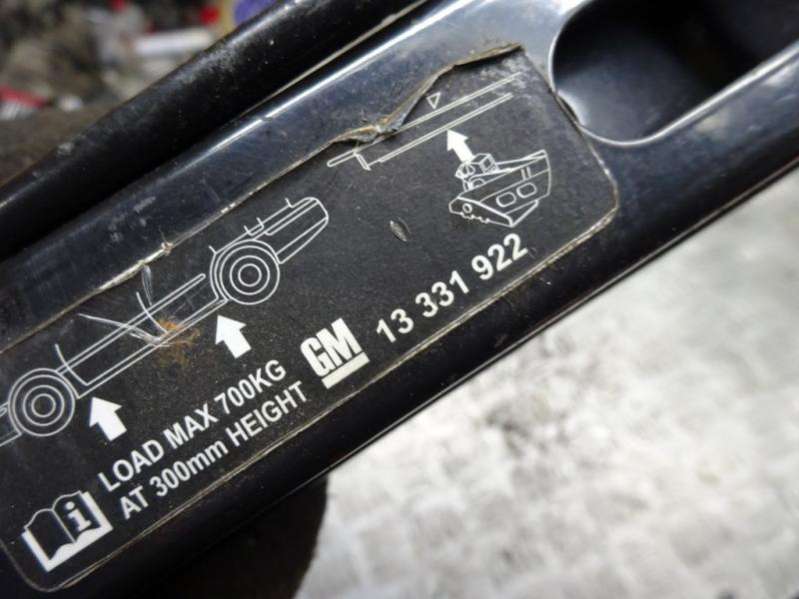 LOAD MAX 700KG
AT 300mm HEIGHT
GM
13 331 922
i